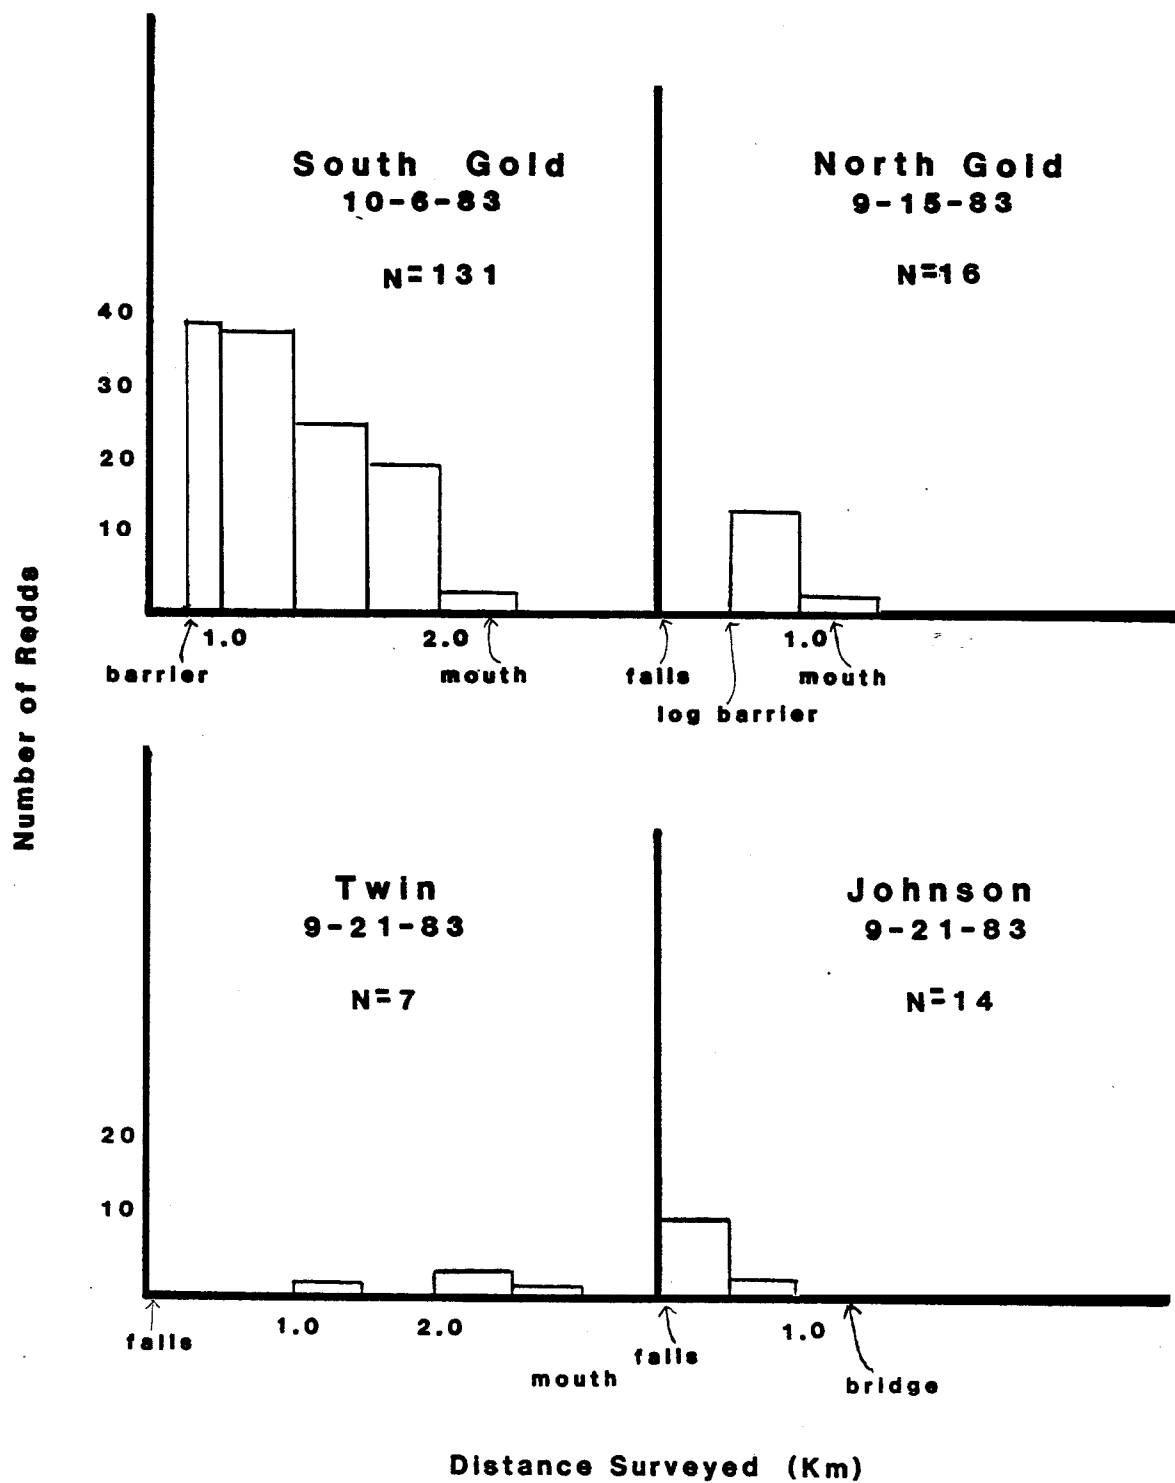 South Gold
10-6-83
N=131
North Gold
9-15-83
N=16
40
30
20
10
1.0
2.0
1.0
barrier
mouth
falls
mouth
log barrier
Number of Redds
Twin
9-21-83
N=7
Johnson
9-21-83
N=14
20
10
1.0
2.0
1.0
falls
falls
mouth
bridge
Distance Surveyed (Km)